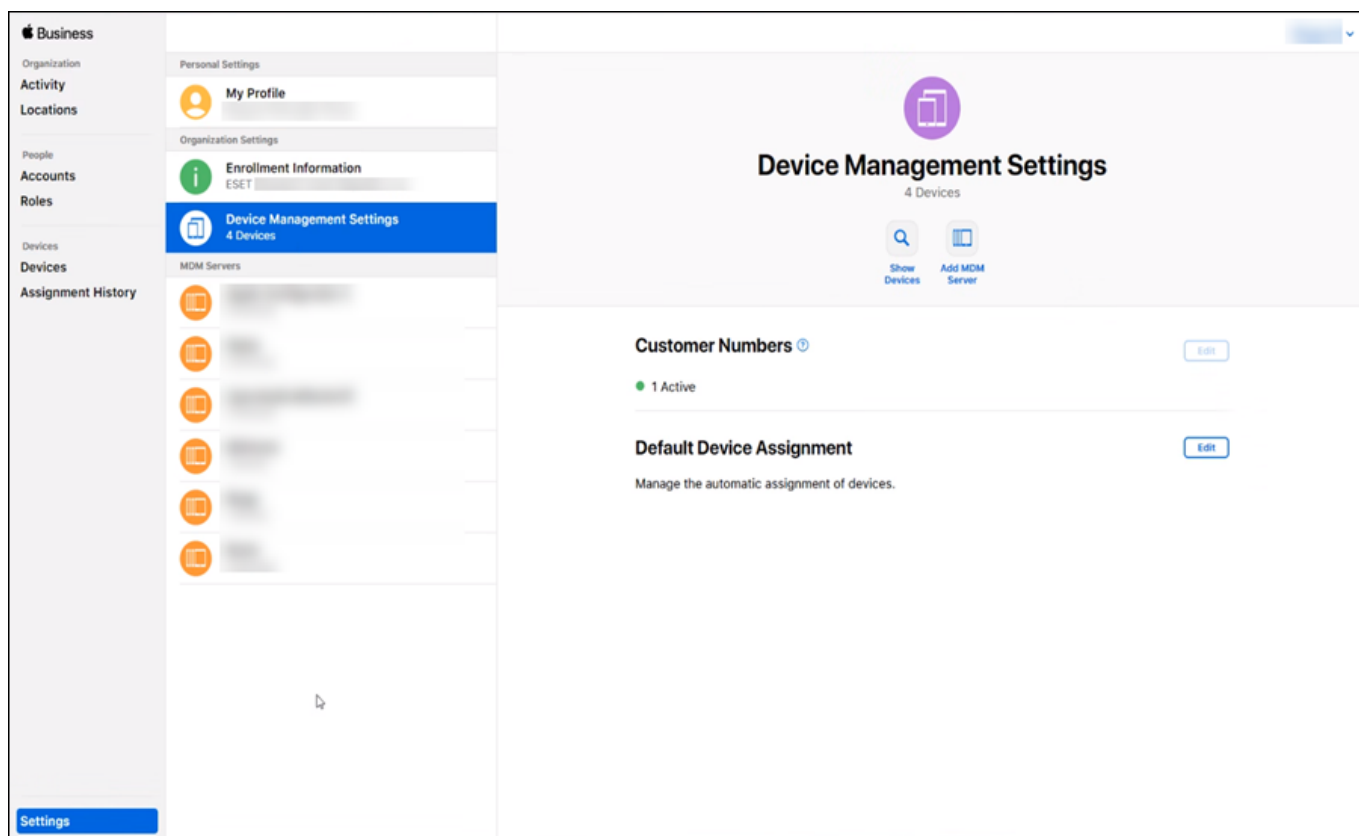 Business
Organization
Activity
Locations
People
Accounts
Roles
Devices
Devices
Assignment History
Settings
Personal Settings
My Profile
Organization Settings
Enrollment Information
ESET
Device Management Settings
4 Devices
MDM Servers
Device Management Settings
4 Devices
Show
Devices
Add MDM
Server
Customer Numbers
Edit
1 Active
Default Device Assignment
Edit
Manage the automatic assignment of devices.